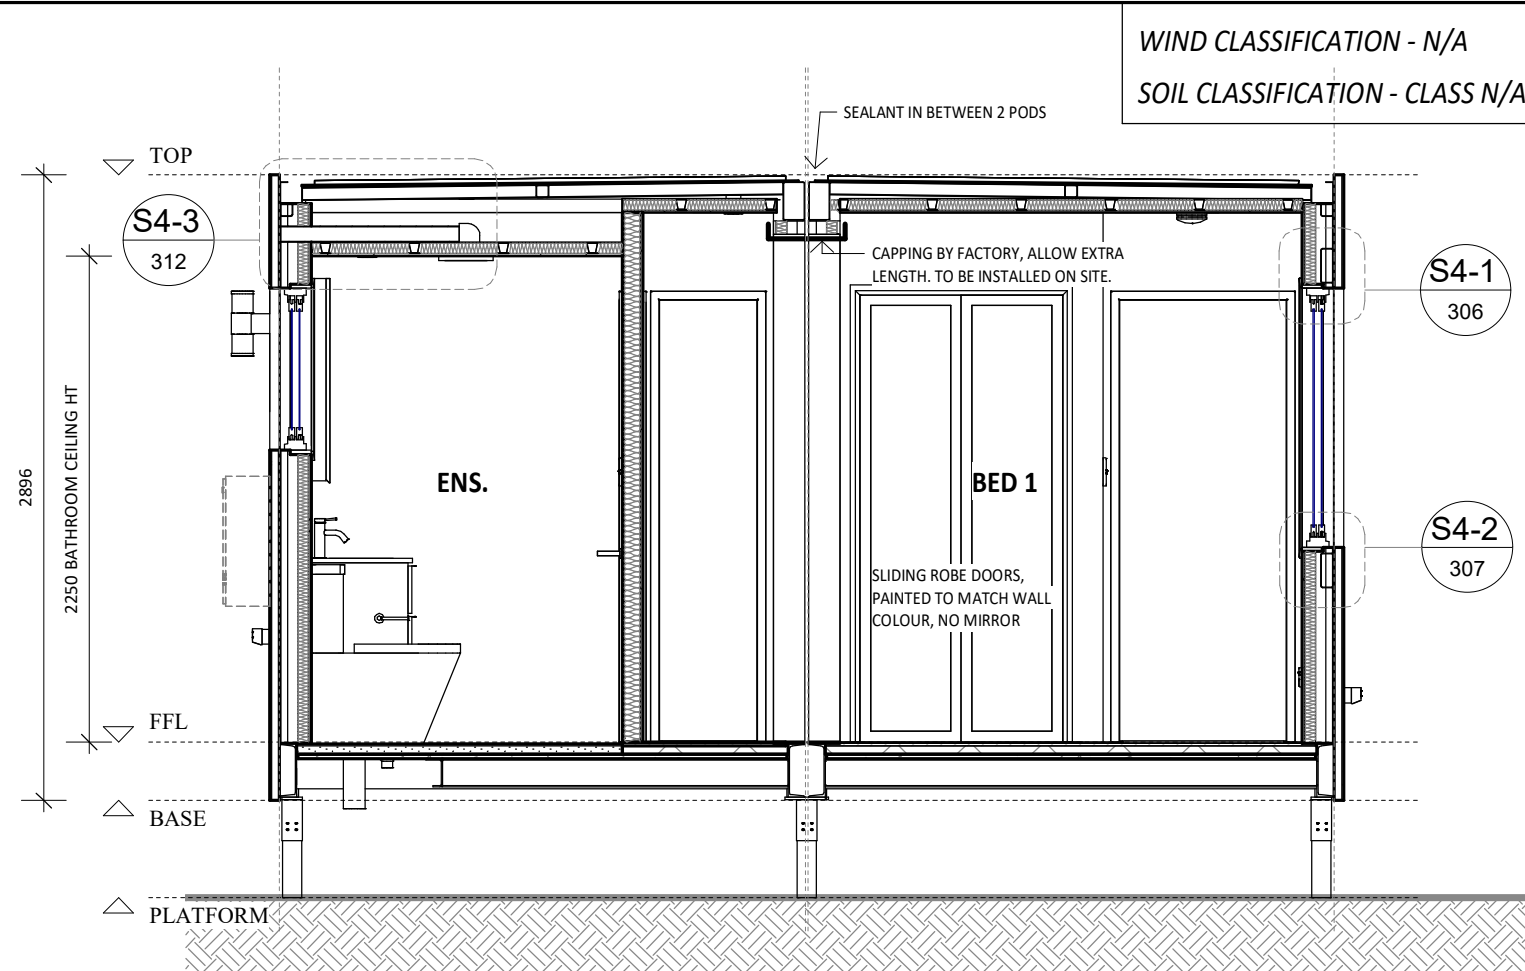 WIND CLASSIFICATION - N/A
SOIL CLASSIFICATION - CLASS N/A
SEALANT IN BETWEEN 2 PODS
TOP
S4-3
312
CAPPING BY FACTORY, ALLOW EXTRA
LENGTH. TO BE INSTALLED ON SITE.
S4-1
306
2896
2250 BATHROOM CEILING HT
ENS.
BED 1
S4-2
307
SLIDING ROBE DOORS,
PAINTED TO MATCH WALL
COLOUR, NO MIRROR
FFL
BASE
PLATFORM